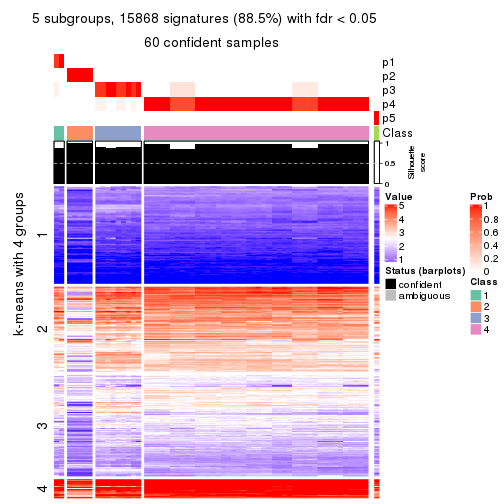 5 subgroups, 15868 signatures (88.5%) with fdr < 0.05
60 confident samples
p1
p2
p3
p4
p5
Class
1
0.5
0
Silhouette
score
k-means with 4 groups
1
2
3
4
Value
5
4
3
2
1
Status (barplots)
confident
ambiguous
Prob
1
0.8
0.6
0.4
0.2
0
Class
1
2
3
4